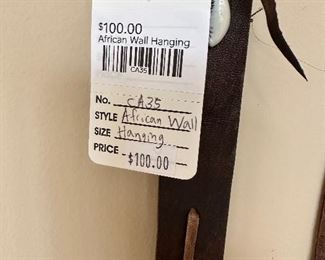 $100.00
African Wall Hanging
CA35
No. CA35
STYLE African Wall
SIZE Hanging
PRICE $100.00